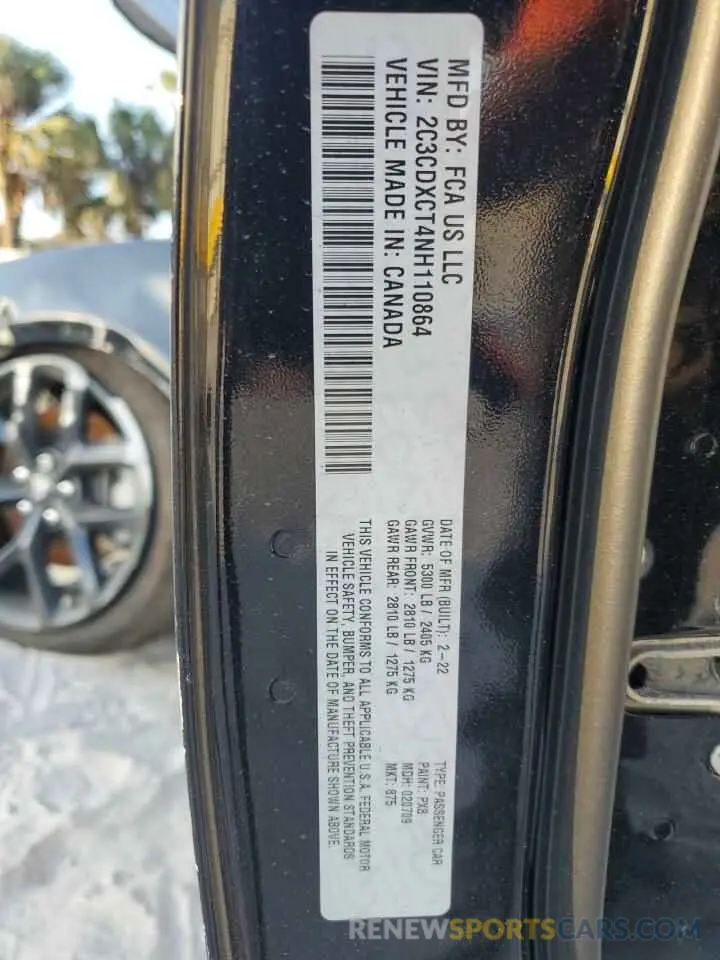 MFD BY: FCA US LLC
VIN: 2C3CDXCT4NH110864
VEHICLE MADE IN: CANADA
DATE OF MFR (BUILT): 2-22
GVWR: 5300 LB / 2405 KG
GAWR FRONT: 2810 LB / 1275 KG
GAWR REAR: 2810 LB / 1275 KG
TYPE: PASSENGER CAR
PAINT: PX8
MDH: 020709
MKT: 875
THIS VEHICLE CONFORMS TO ALL APPLICABLE U.S.A. FEDERAL MOTOR
VEHICLE SAFETY, BUMPER, AND THEFT PREVENTION STANDARDS
IN EFFECT ON THE DATE OF MANUFACTURE SHOWN ABOVE.
RENEWSPORTSCARS.COM